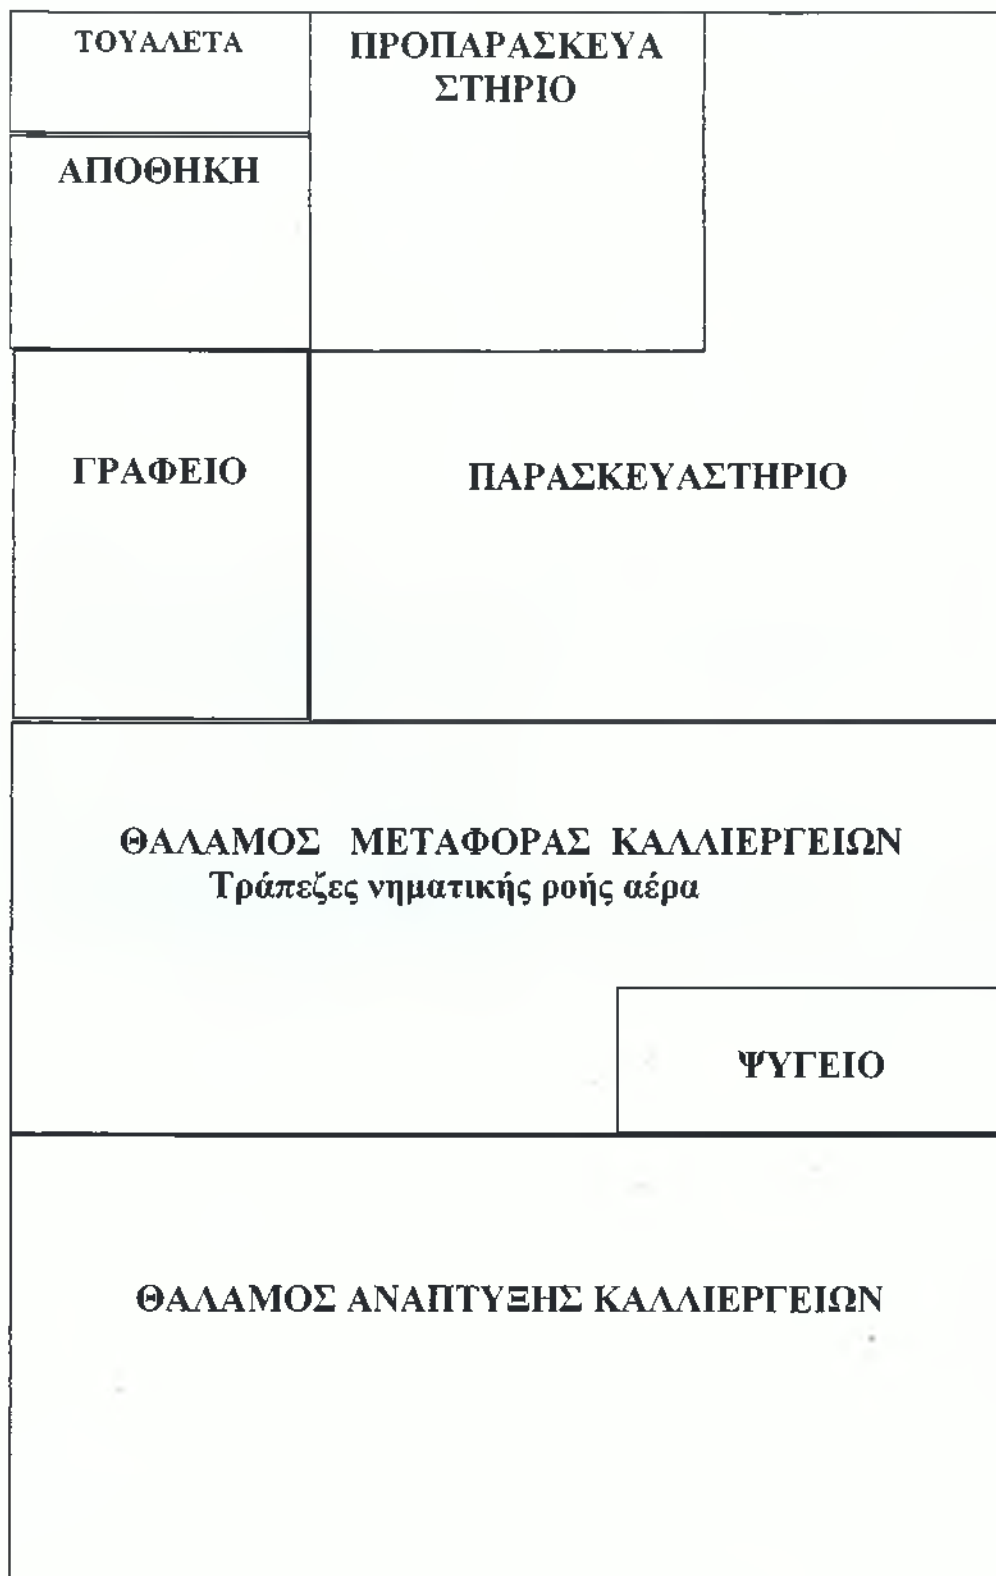 ΤΟΥΑΛΕΤΑ
ΠΡΟΠΑΡΑΣΚΕΥΑ
ΣΤΗΡΙΟ
ΑΠΟΘΗΚΗ
ΓΡΑΦΕΙΟ
ΠΑΡΑΣΚΕΥΑΣΤΗΡΙΟ
ΘΑΛΑΜΟΣ ΜΕΤΑΦΟΡΑΣ ΚΑΛΛΙΕΡΓΕΙΩΝ
Τράπεζες νηματικής ροής αέρα
ΨΥΓΕΙΟ
ΘΑΛΑΜΟΣ ΑΝΑΠΤΥΞΗΣ ΚΑΛΛΙΕΡΓΕΙΩΝ